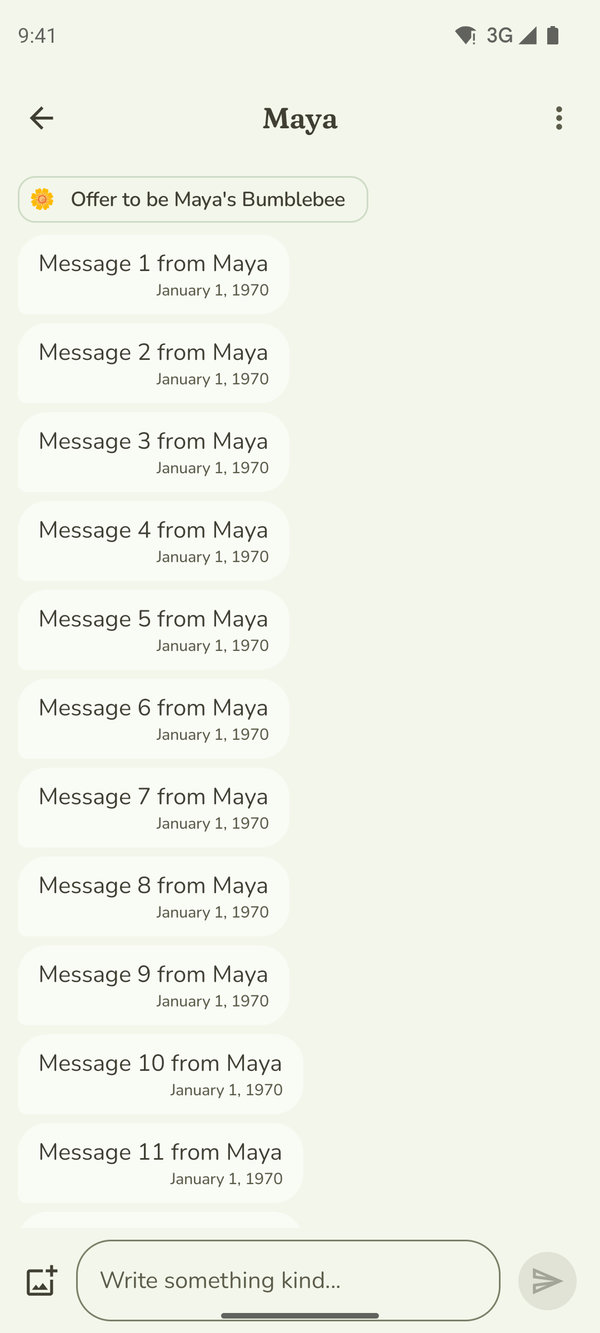 9:41
3G
Maya
Offer to be Maya's Bumblebee
Message 1 from Maya
January 1, 1970
Message 2 from Maya
January 1, 1970
Message 3 from Maya
January 1, 1970
Message 4 from Maya
January 1, 1970
Message 5 from Maya
January 1, 1970
Message 6 from Maya
January 1, 1970
Message 7 from Maya
January 1, 1970
Message 8 from Maya
January 1, 1970
Message 9 from Maya
January 1, 1970
Message 10 from Maya
January 1, 1970
Message 11 from Maya
January 1, 1970
Write something kind...